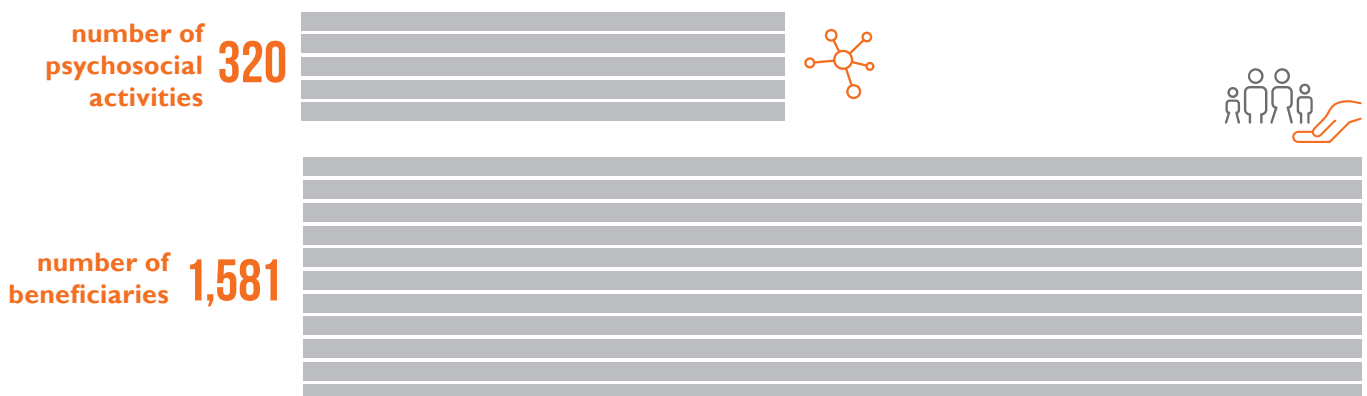 number of
psychosocial
activities
320
number of
beneficiaries
1,581